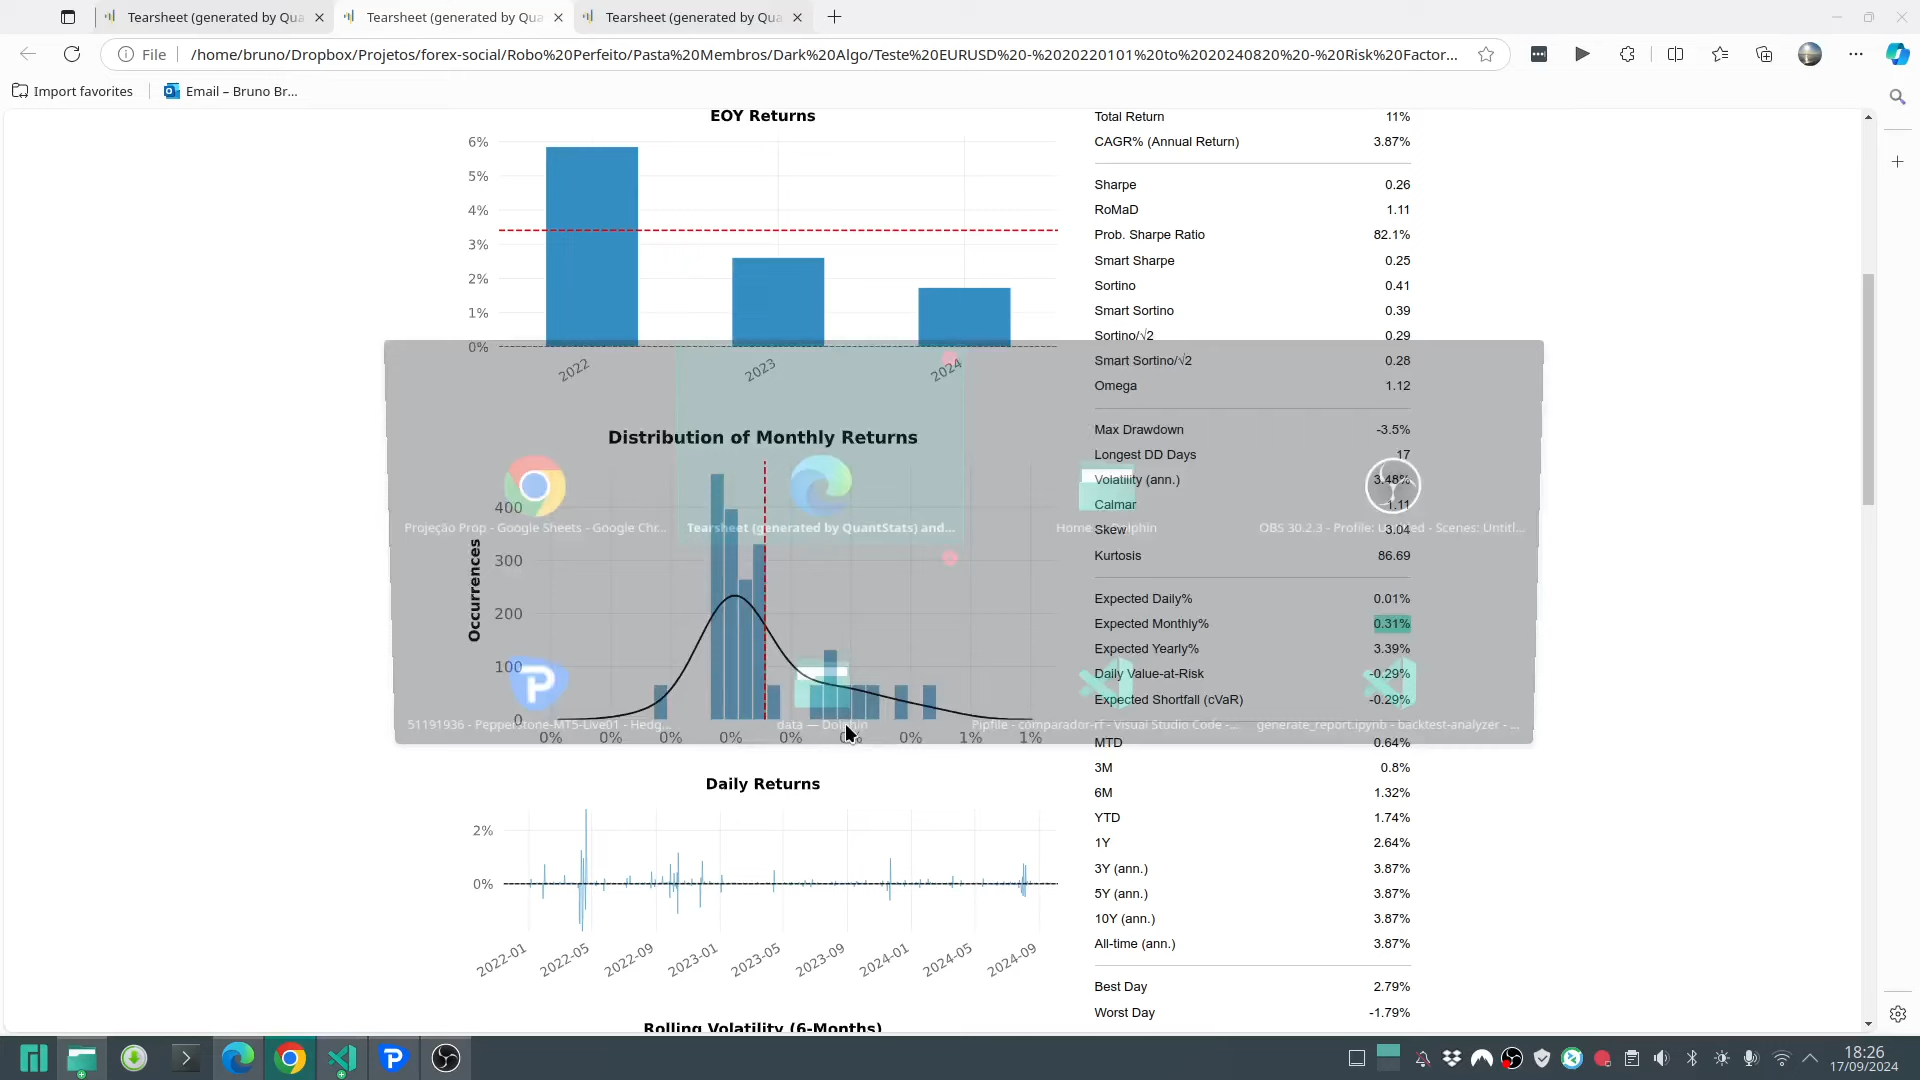 Tearsheet (generated by Qua
Tearsheet (generated by Qua
Tearsheet (generated by Qua
File
/home/bruno/Dropbox/Projetos/forex-social/Robo%20Perfeito/Pasta%20Membros/Dark%20Algo/Teste%20EURUSD%20-%2020220101%20to%2020240820%20-%20Risk%20Factor...
Import favorites
Email – Bruno Br...
EOY Returns
6%
5%
4%
3%
2%
1%
0%
2022
2023
2024
Distribution of Monthly Returns
Occurrences
400
300
200
100
0
0%
0%
0%
0%
0%
0%
0%
1%
1%
Projeção Prop - Google Sheets - Google Chr...
Tearsheet (generated by QuantStats) and...
Home — Dolphin
OBS 30.2.3 - Profile: Untitled - Scenes: Untitl...
51191936 - Pepperstone-MT5-Live01 - Hedg...
data — Dolphin
Pipfile - comparador-rf - Visual Studio Code -...
generate_report.ipynb - backtest-analyzer - ...
Daily Returns
2%
0%
2022-01
2022-05
2022-09
2023-01
2023-05
2023-09
2024-01
2024-05
2024-09
Rolling Volatility (6-Months)
Total Return 11%
CAGR% (Annual Return) 3.87%
Sharpe 0.26
RoMaD 1.11
Prob. Sharpe Ratio 82.1%
Smart Sharpe 0.25
Sortino 0.41
Smart Sortino 0.39
Sortino/√2 0.29
Smart Sortino/√2 0.28
Omega 1.12
Max Drawdown -3.5%
Longest DD Days 17
Volatility (ann.) 3.48%
Calmar 1.11
Skew 3.04
Kurtosis 86.69
Expected Daily% 0.01%
Expected Monthly% 0.31%
Expected Yearly% 3.39%
Daily Value-at-Risk -0.29%
Expected Shortfall (cVaR) -0.29%
MTD 0.64%
3M 0.8%
6M 1.32%
YTD 1.74%
1Y 2.64%
3Y (ann.) 3.87%
5Y (ann.) 3.87%
10Y (ann.) 3.87%
All-time (ann.) 3.87%
Best Day 2.79%
Worst Day -1.79%
18:26
17/09/2024